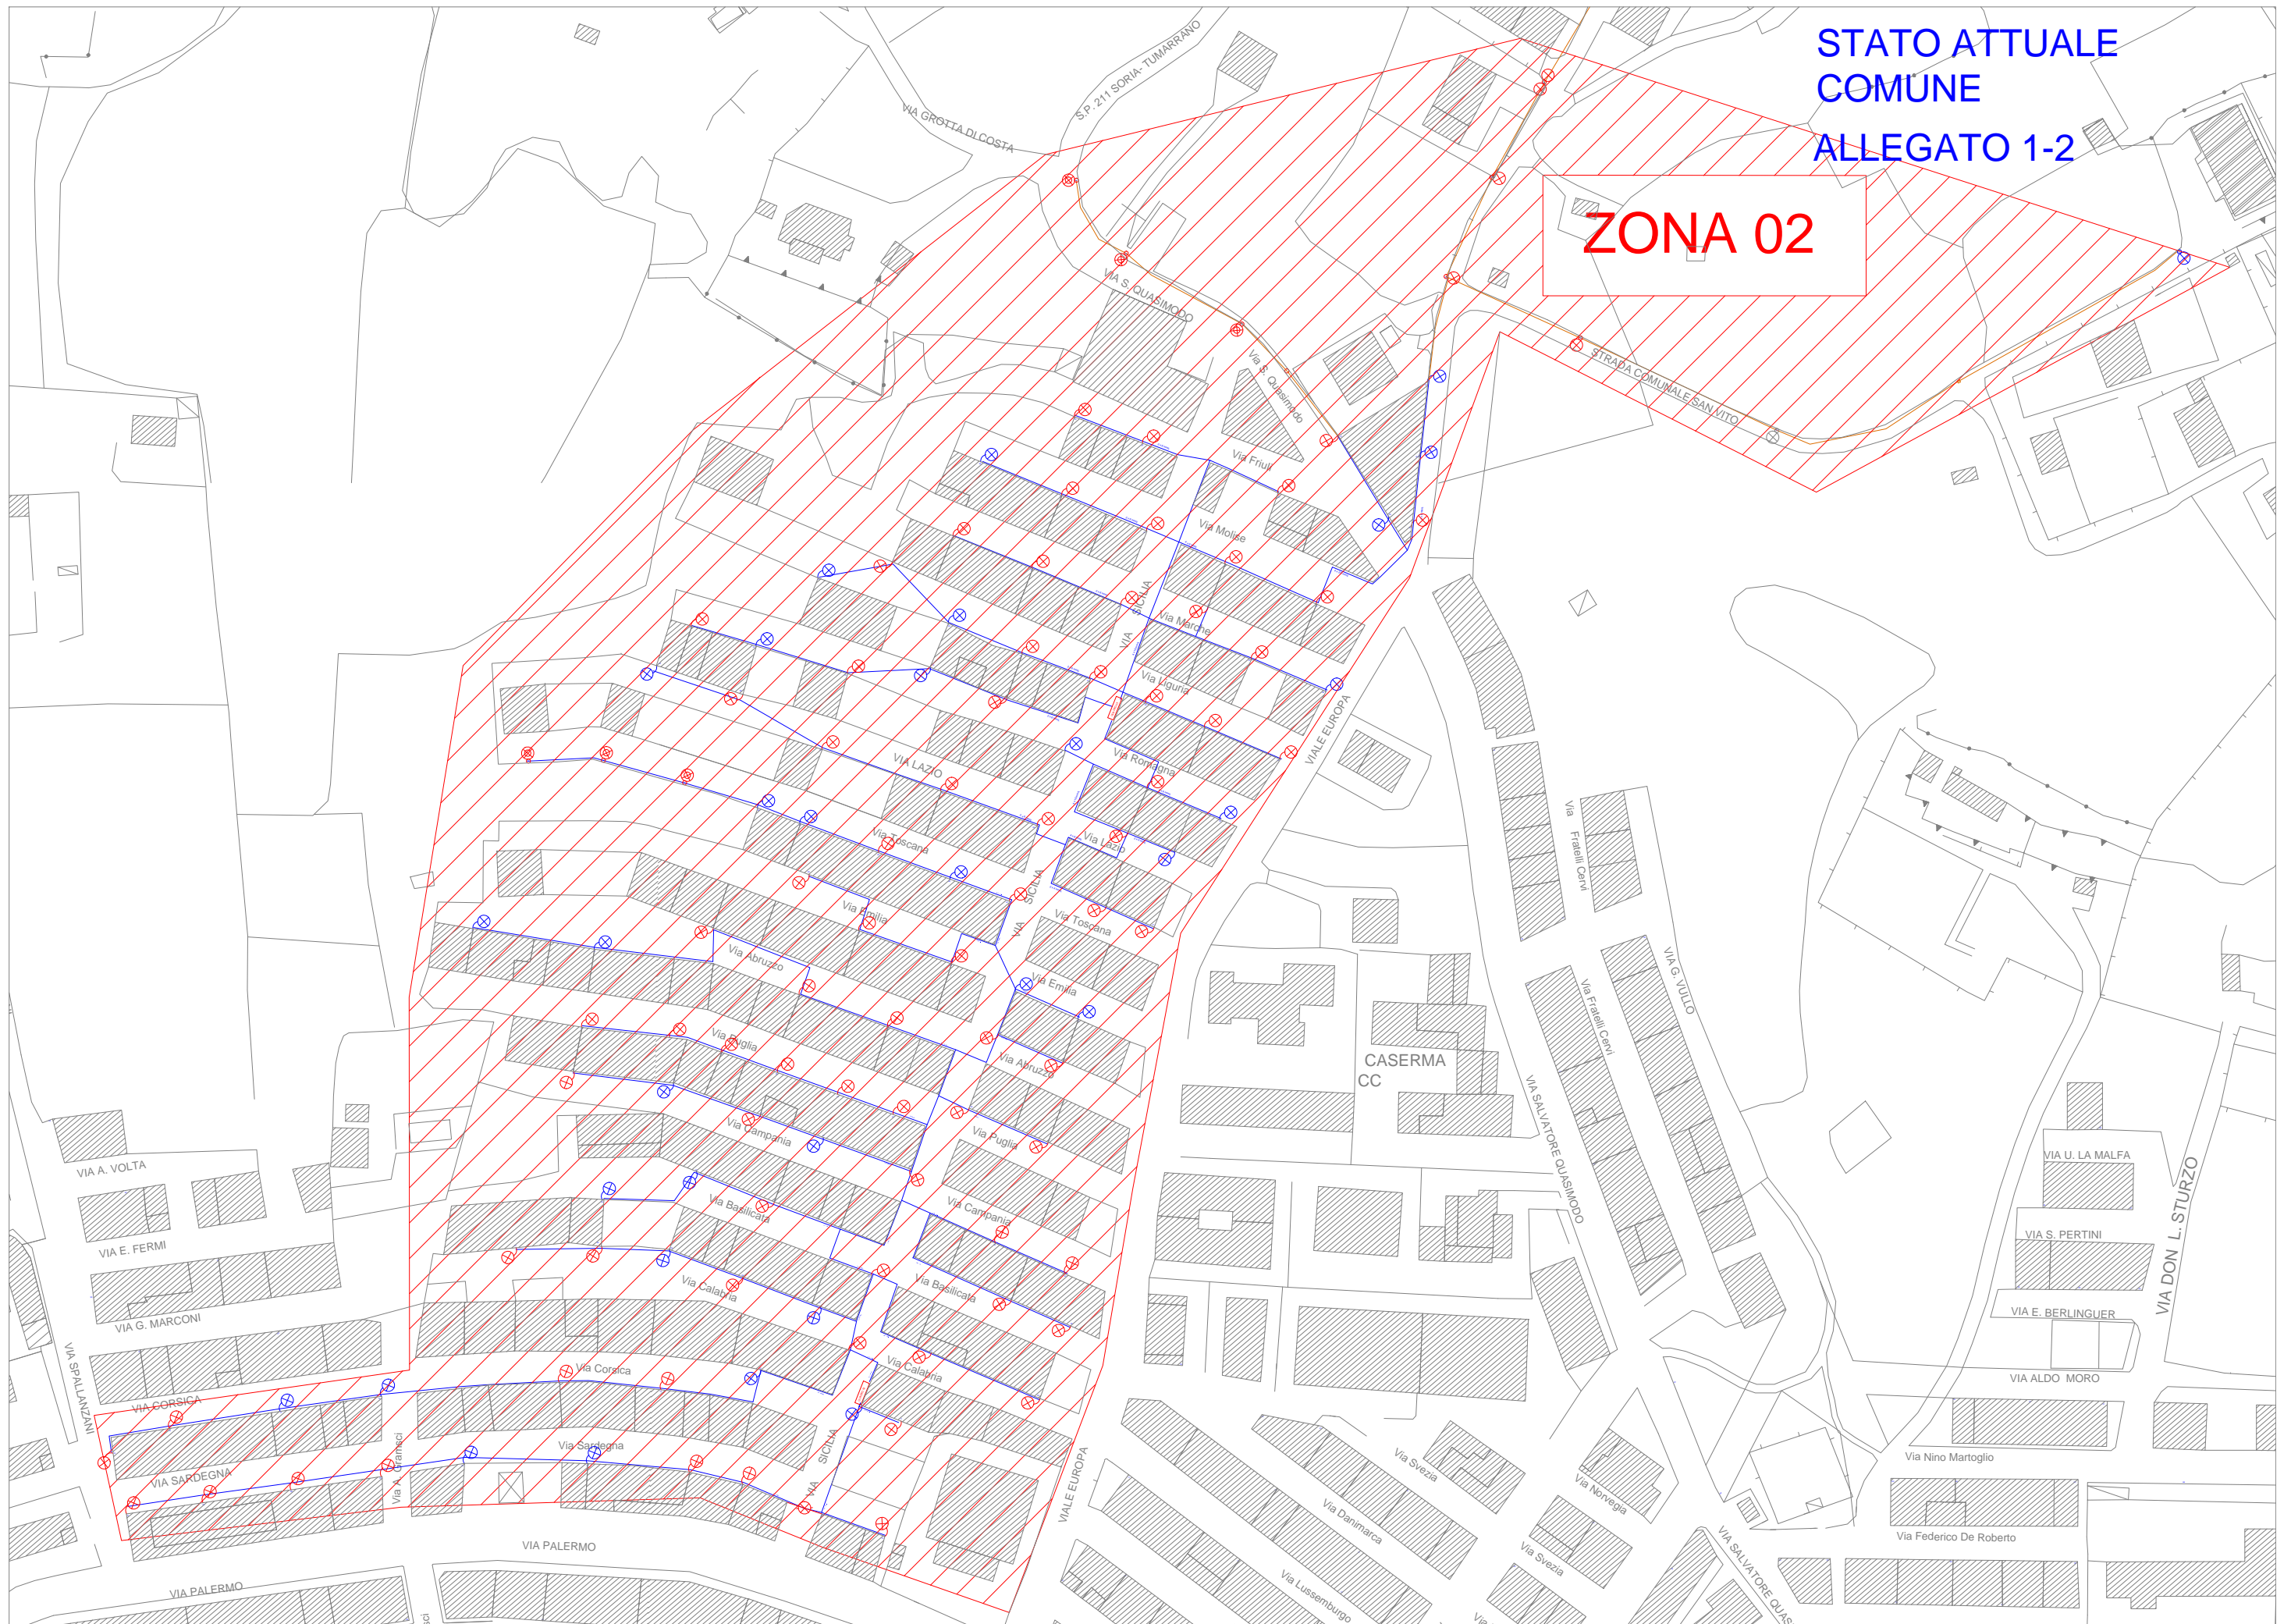 STATO ATTUALE
COMUNE
ALLEGATO 1-2
ZONA 02
S.P. 211 SORIA- TUMARRANO
VIA GROTTA DI COSTA
VIA S. QUASIMODO
Via S. Quasimodo
STRADA COMUNALE SAN VITO
Via Friuli
Via Molise
VIA SICILIA
Via Marche
Via Liguria
VIALE EUROPA
Via Romagna
VIA LAZIO
Via Lazio
Via Toscana
Via Toscana
VIA SICILIA
Via Emilia
Via Emilia
Via Abruzzo
Via Abruzzo
Via Puglia
Via Puglia
Via Campania
Via Campania
Via Basilicata
Via Basilicata
Via Calabria
Via Calabria
Via Corsica
VIA CORSICA
Via Sardegna
VIA SARDEGNA
Via A. Gramsci
VIA SICILIA
VIALE EUROPA
VIA PALERMO
VIA PALERMO
VIA SPALLANZANI
VIA A. VOLTA
VIA E. FERMI
VIA G. MARCONI
Via Fratelli Cervi
Via Fratelli Cervi
VIA G. VULLO
CASERMA
CC
VIA SALVATORE QUASIMODO
VIA U. LA MALFA
VIA S. PERTINI
VIA E. BERLINGUER
VIA DON L. STURZO
VIA ALDO MORO
Via Nino Martoglio
Via Federico De Roberto
Via Svezia
Via Norvegia
Via Danimarca
Via Svezia
Via Lussemburgo
VIA SALVATORE QUAS